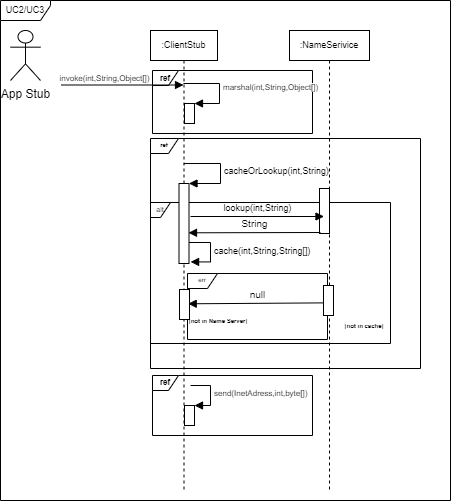 UC2/UC3
:ClientStub
:NameSerivice
App Stub
invoke(int,String,Object[])
ref
marshal(int,String,Object[])
ref
cacheOrLookup(int,String)
alt
lookup(int,String)
String
cache(int,String,String[])
err
null
[not in Name Server]
[not in cache]
ref
send(InetAdress,int,byte[])